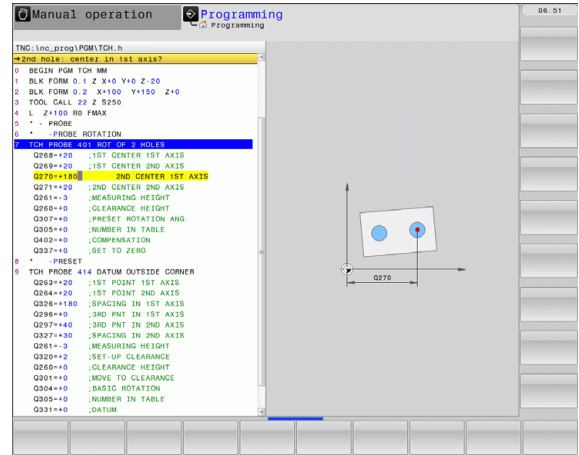 Manual operation
Programming
Programming
06:51
TNC:\nc_prog\PGM\TCH.h
→2nd hole: center in 1st axis?
0 BEGIN PGM TCH MM
1 BLK FORM 0.1 Z X+0 Y+0 Z-20
2 BLK FORM 0.2 X+100 Y+150 Z+0
3 TOOL CALL 22 Z S250
4 L Z+100 R0 FMAX
5 * - PROBE
6 * -PROBE ROTATION
7 TCH PROBE 401 ROT OF 2 HOLES
Q268=+20 ;1ST CENTER 1ST AXIS
Q269=+20 ;1ST CENTER 2ND AXIS
Q270=+180 2ND CENTER 1ST AXIS
Q271=+20 ;2ND CENTER 2ND AXIS
Q261=-3 ;MEASURING HEIGHT
Q260=+0 ;CLEARANCE HEIGHT
Q307=+0 ;PRESET ROTATION ANG.
Q305=+0 ;NUMBER IN TABLE
Q402=+0 ;COMPENSATION
Q337=+0 ;SET TO ZERO
8 * -PRESET
9 TCH PROBE 414 DATUM OUTSIDE CORNER
Q263=+20 ;1ST POINT 1ST AXIS
Q264=+20 ;1ST POINT 2ND AXIS
Q326=+180 ;SPACING IN 1ST AXIS
Q296=+0 ;3RD PNT IN 1ST AXIS
Q297=+40 ;3RD PNT IN 2ND AXIS
Q327=+30 ;SPACING IN 2ND AXIS
Q261=-3 ;MEASURING HEIGHT
Q320=+2 ;SET-UP CLEARANCE
Q260=+0 ;CLEARANCE HEIGHT
Q301=+0 ;MOVE TO CLEARANCE
Q304=+0 ;BASIC ROTATION
Q305=+0 ;NUMBER IN TABLE
Q331=+0 ;DATUM
Q270